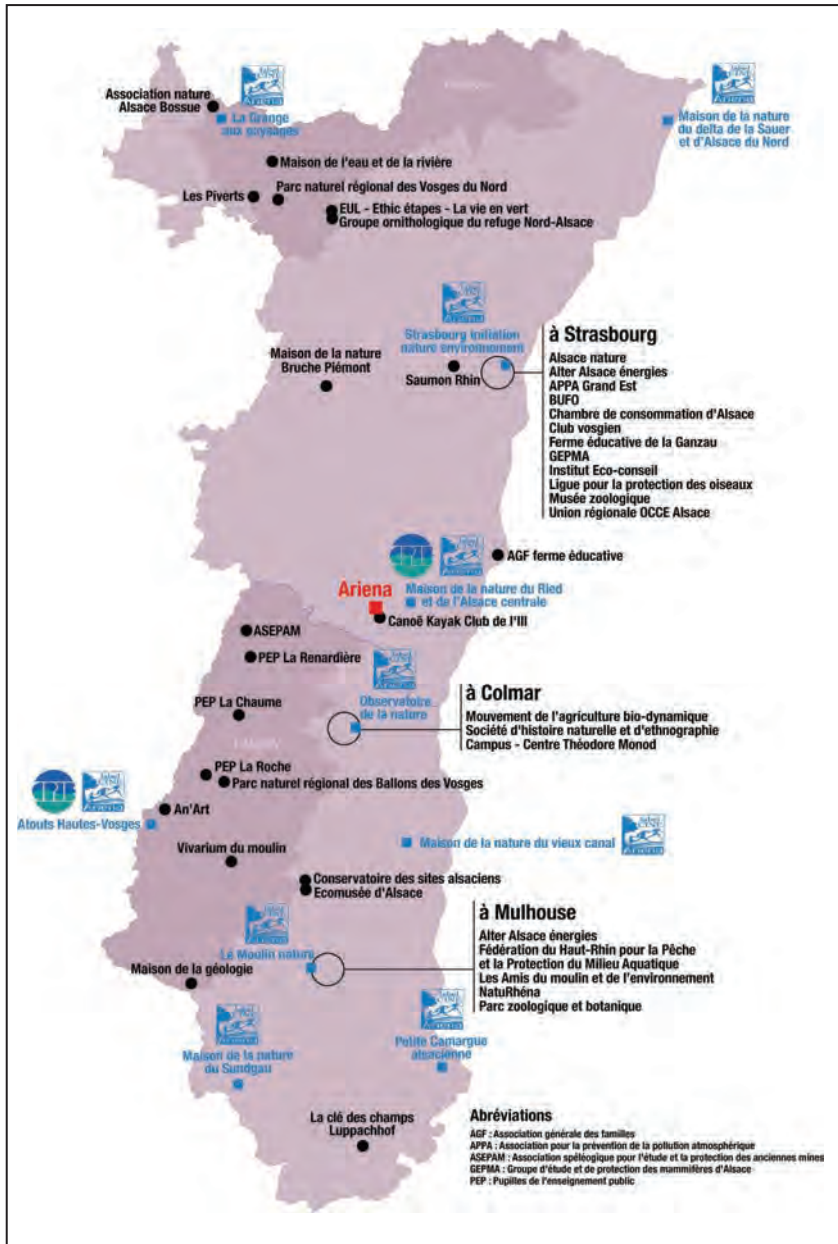 Association nature
Alsace Bossue
Ariena
La Grange
aux paysages
Ariena
Maison de la nature
du delta de la Sauer
et d'Alsace du Nord
Maison de l'eau et de la rivière
Les Piverts
Parc naturel régional des Vosges du Nord
EUL - Ethic étapes - La vie en vert
Groupe ornithologique du refuge Nord-Alsace
Ariena
Strasbourg initiation
nature environnement
Maison de la nature
Bruche Piémont
Saumon Rhin
à Strasbourg
Alsace nature
Alter Alsace énergies
APPA Grand Est
BUFO
Chambre de consommation d'Alsace
Club vosgien
Ferme éducative de la Ganzau
GEPMA
Institut Eco-conseil
Ligue pour la protection des oiseaux
Musée zoologique
Union régionale OCCE Alsace
AGF ferme éducative
CPIE
Ariena
Ariena
Maison de la nature du Ried
et de l'Alsace centrale
Canoë Kayak Club de l'Ill
ASEPAM
PEP La Renardière
Ariena
Observatoire
de la nature
PEP La Chaume
à Colmar
Mouvement de l'agriculture bio-dynamique
Société d'histoire naturelle et d'ethnographie
Campus - Centre Théodore Monod
PEP La Roche
Parc naturel régional des Ballons des Vosges
CPIE
Ariena
An'Art
Atouts Hautes-Vosges
Maison de la nature du vieux canal
Ariena
Vivarium du moulin
Conservatoire des sites alsaciens
Ecomusée d'Alsace
Ariena
Le Moulin nature
à Mulhouse
Alter Alsace énergies
Fédération du Haut-Rhin pour la Pêche
et la Protection du Milieu Aquatique
Les Amis du moulin et de l'environnement
NatuRhéna
Parc zoologique et botanique
Maison de la géologie
Ariena
Maison de la nature
du Sundgau
Ariena
Petite Camargue
alsacienne
La clé des champs
Luppachhof
Abréviations
AGF : Association générale des familles
APPA : Association pour la prévention de la pollution atmosphérique
ASEPAM : Association spéléogique pour l'étude et la protection des anciennes mines
GEPMA : Groupe d'étude et de protection des mammifères d'Alsace
PEP : Pupilles de l'enseignement public